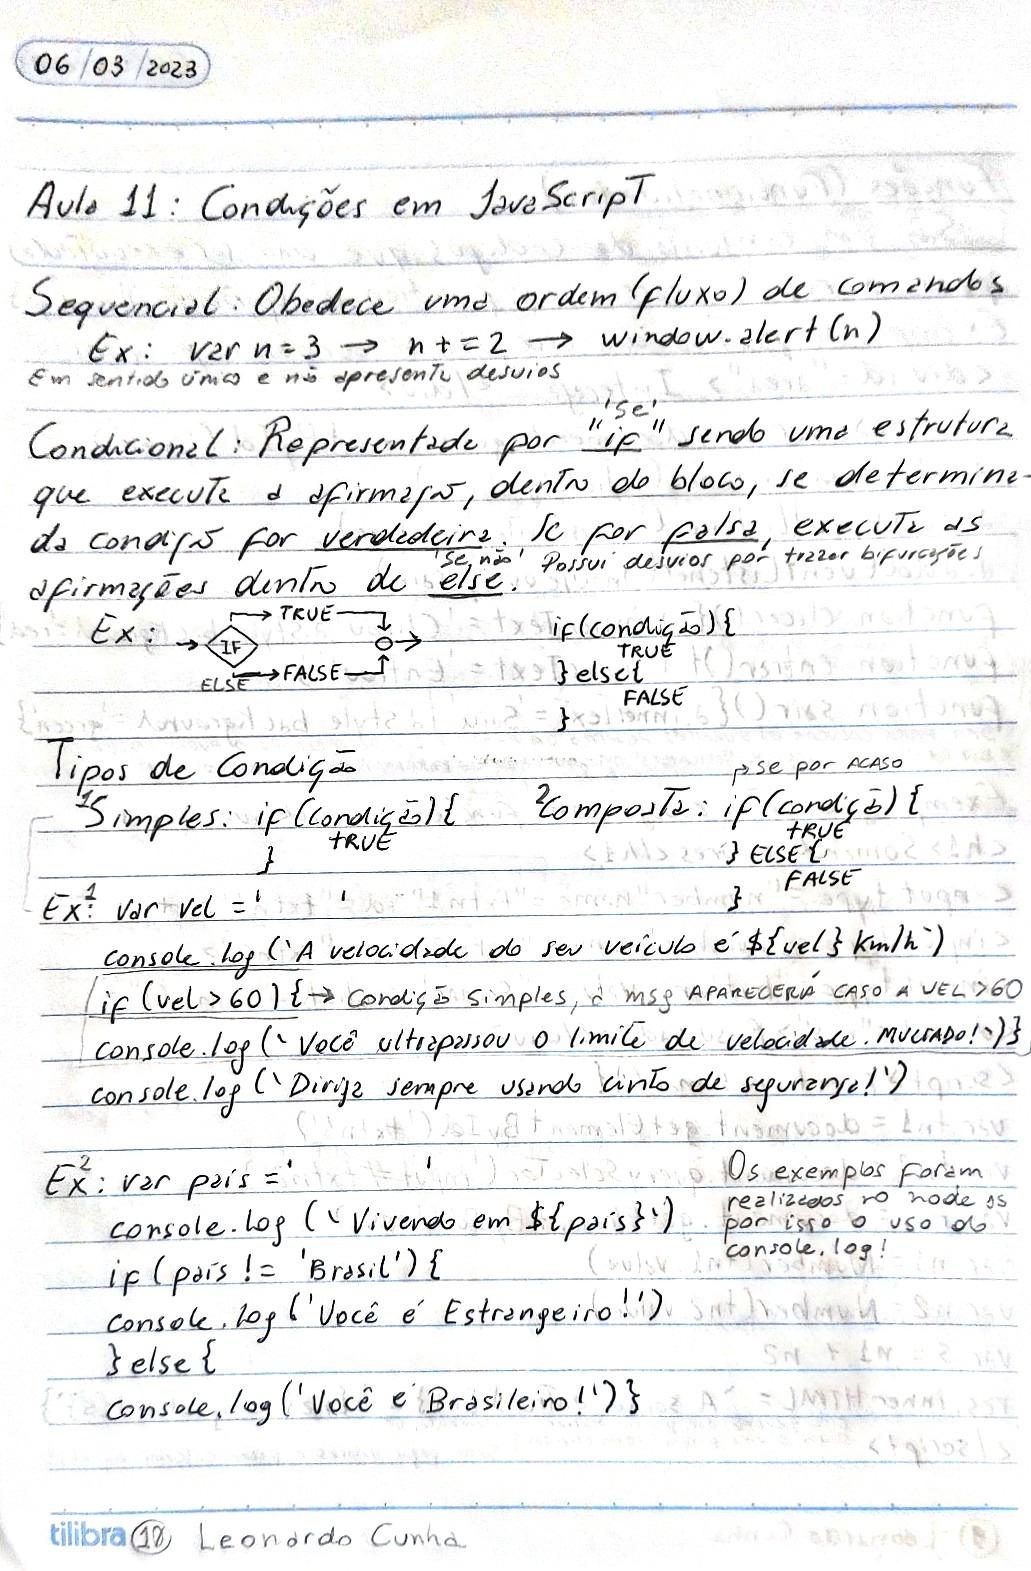 06/03/2023
Aula 11: Condições em JavaScript
Sequencial: Obedece uma ordem (fluxo) de comandos
Ex: var n = 3 → n += 2 → window.alert(n)
Em sentido único e não apresenta desvios
'se'
Condicional: Representada por "if" sendo uma estrutura
que executa a afirmação, dentro do bloco, se determina-
da condição for verdadeira. Se for falsa, executa as
'se não' Possui desvios por trazer bifurcações
afirmações dentro de else.
Ex: → IF → TRUE
ELSE → FALSE
if(condição){
TRUE
} else{
FALSE
}
Tipos de Condição
→ se por ACASO
1 Simples: if(condição){
TRUE
}
2 Composta: if(condição){
TRUE
} ELSE {
FALSE
}
Ex1: var vel = ' '
console.log(`A velocidade do seu veículo é ${vel} Km/h`)
if (vel > 60) { → Condição simples, a msg APARECERÁ CASO A VEL > 60
console.log(`Você ultrapassou o limite de velocidade. MULTADO!`)}
console.log(`Dirija sempre usando cinto de segurança!`)
Ex2: var país = ' '
console.log(`Vivendo em ${país}`)
if (país != 'Brasil') {
console.log('Você é Estrangeiro!')
} else {
console.log('Você é Brasileiro!')}
Os exemplos foram
realizados no node js
por isso o uso do
console.log!
tilibra 18 Leonardo Cunha